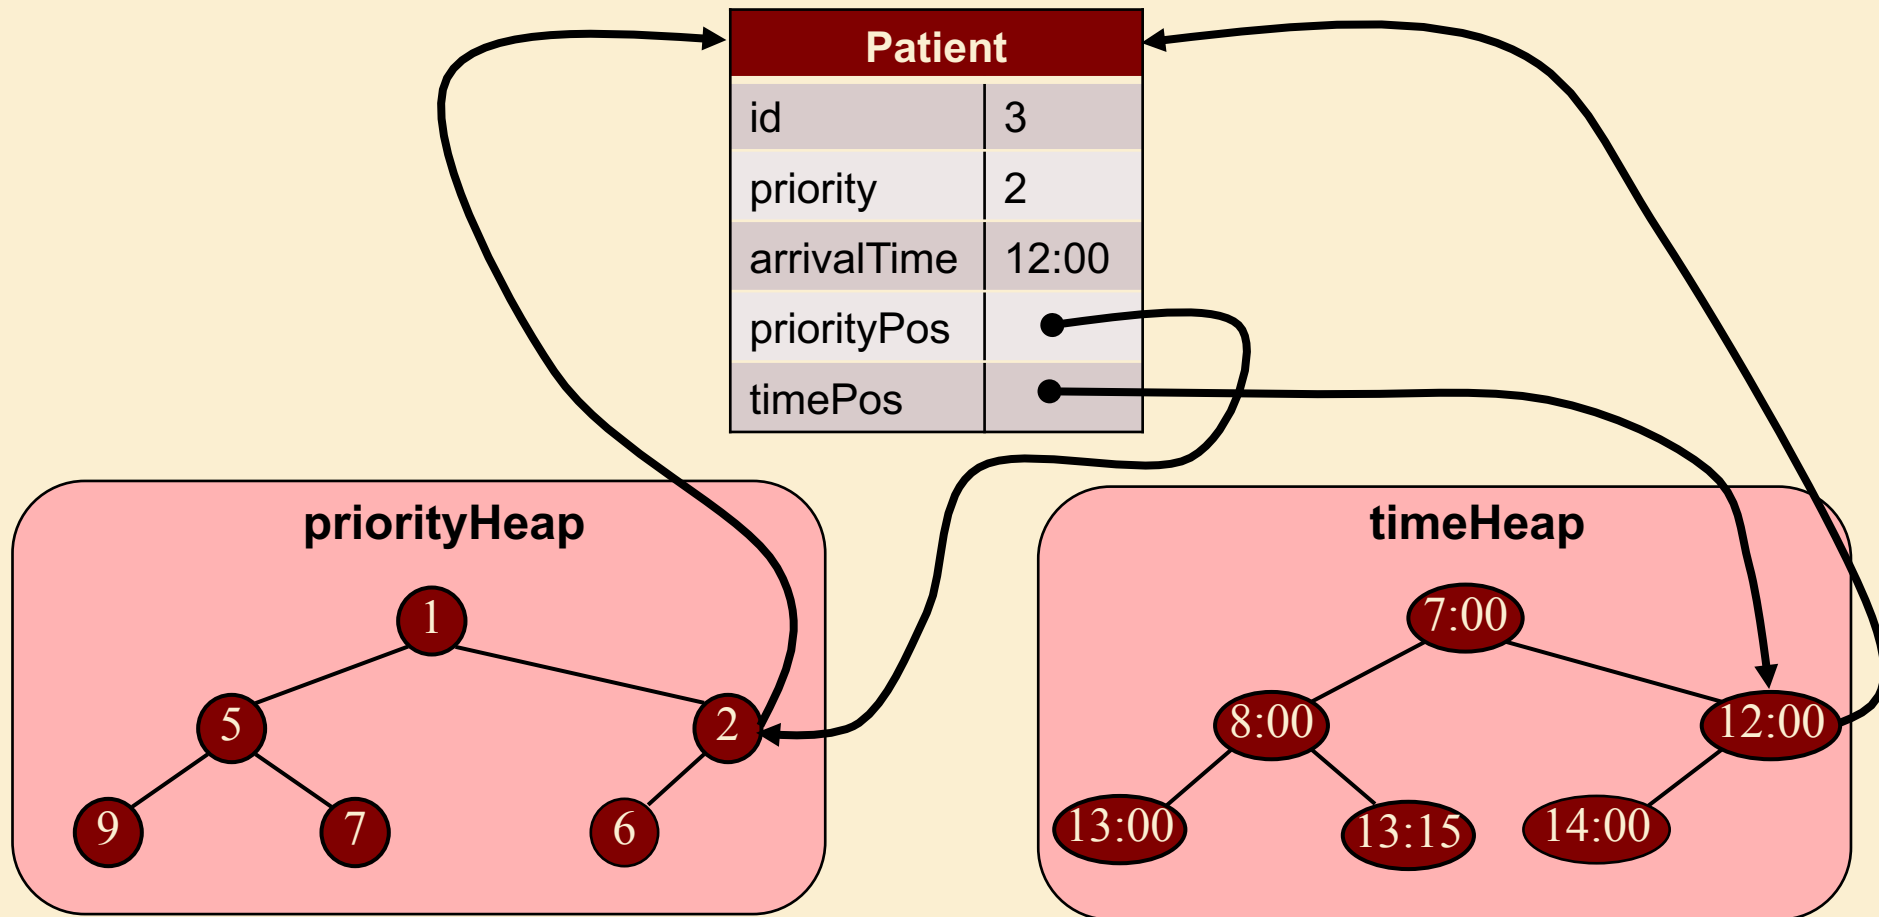 Patient
id 3
priority 2
arrivalTime 12:00
priorityPos
timePos
priorityHeap
1
5 2
9 7 6
timeHeap
7:00
8:00 12:00
13:00 13:15 14:00